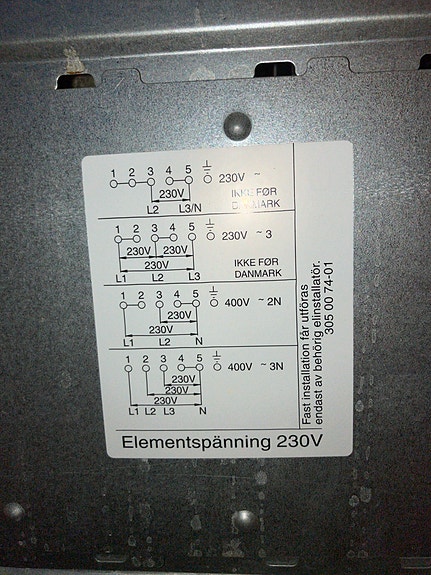 1 2 3 4 5 230V ~
230V
IKKE FØR
L2 L3/N DANMARK
1 2 3 4 5 230V ~ 3
230V 230V
230V IKKE FØR
L1 L2 L3 DANMARK
1 2 3 4 5 400V ~ 2N
230V
230V
L1 L2 N
1 2 3 4 5 400V ~ 3N
230V
230V
230V
L1 L2 L3 N
Fast installation får utföras
endast av behörig elinstallatör.
305 00 74-01
Elementspänning 230V